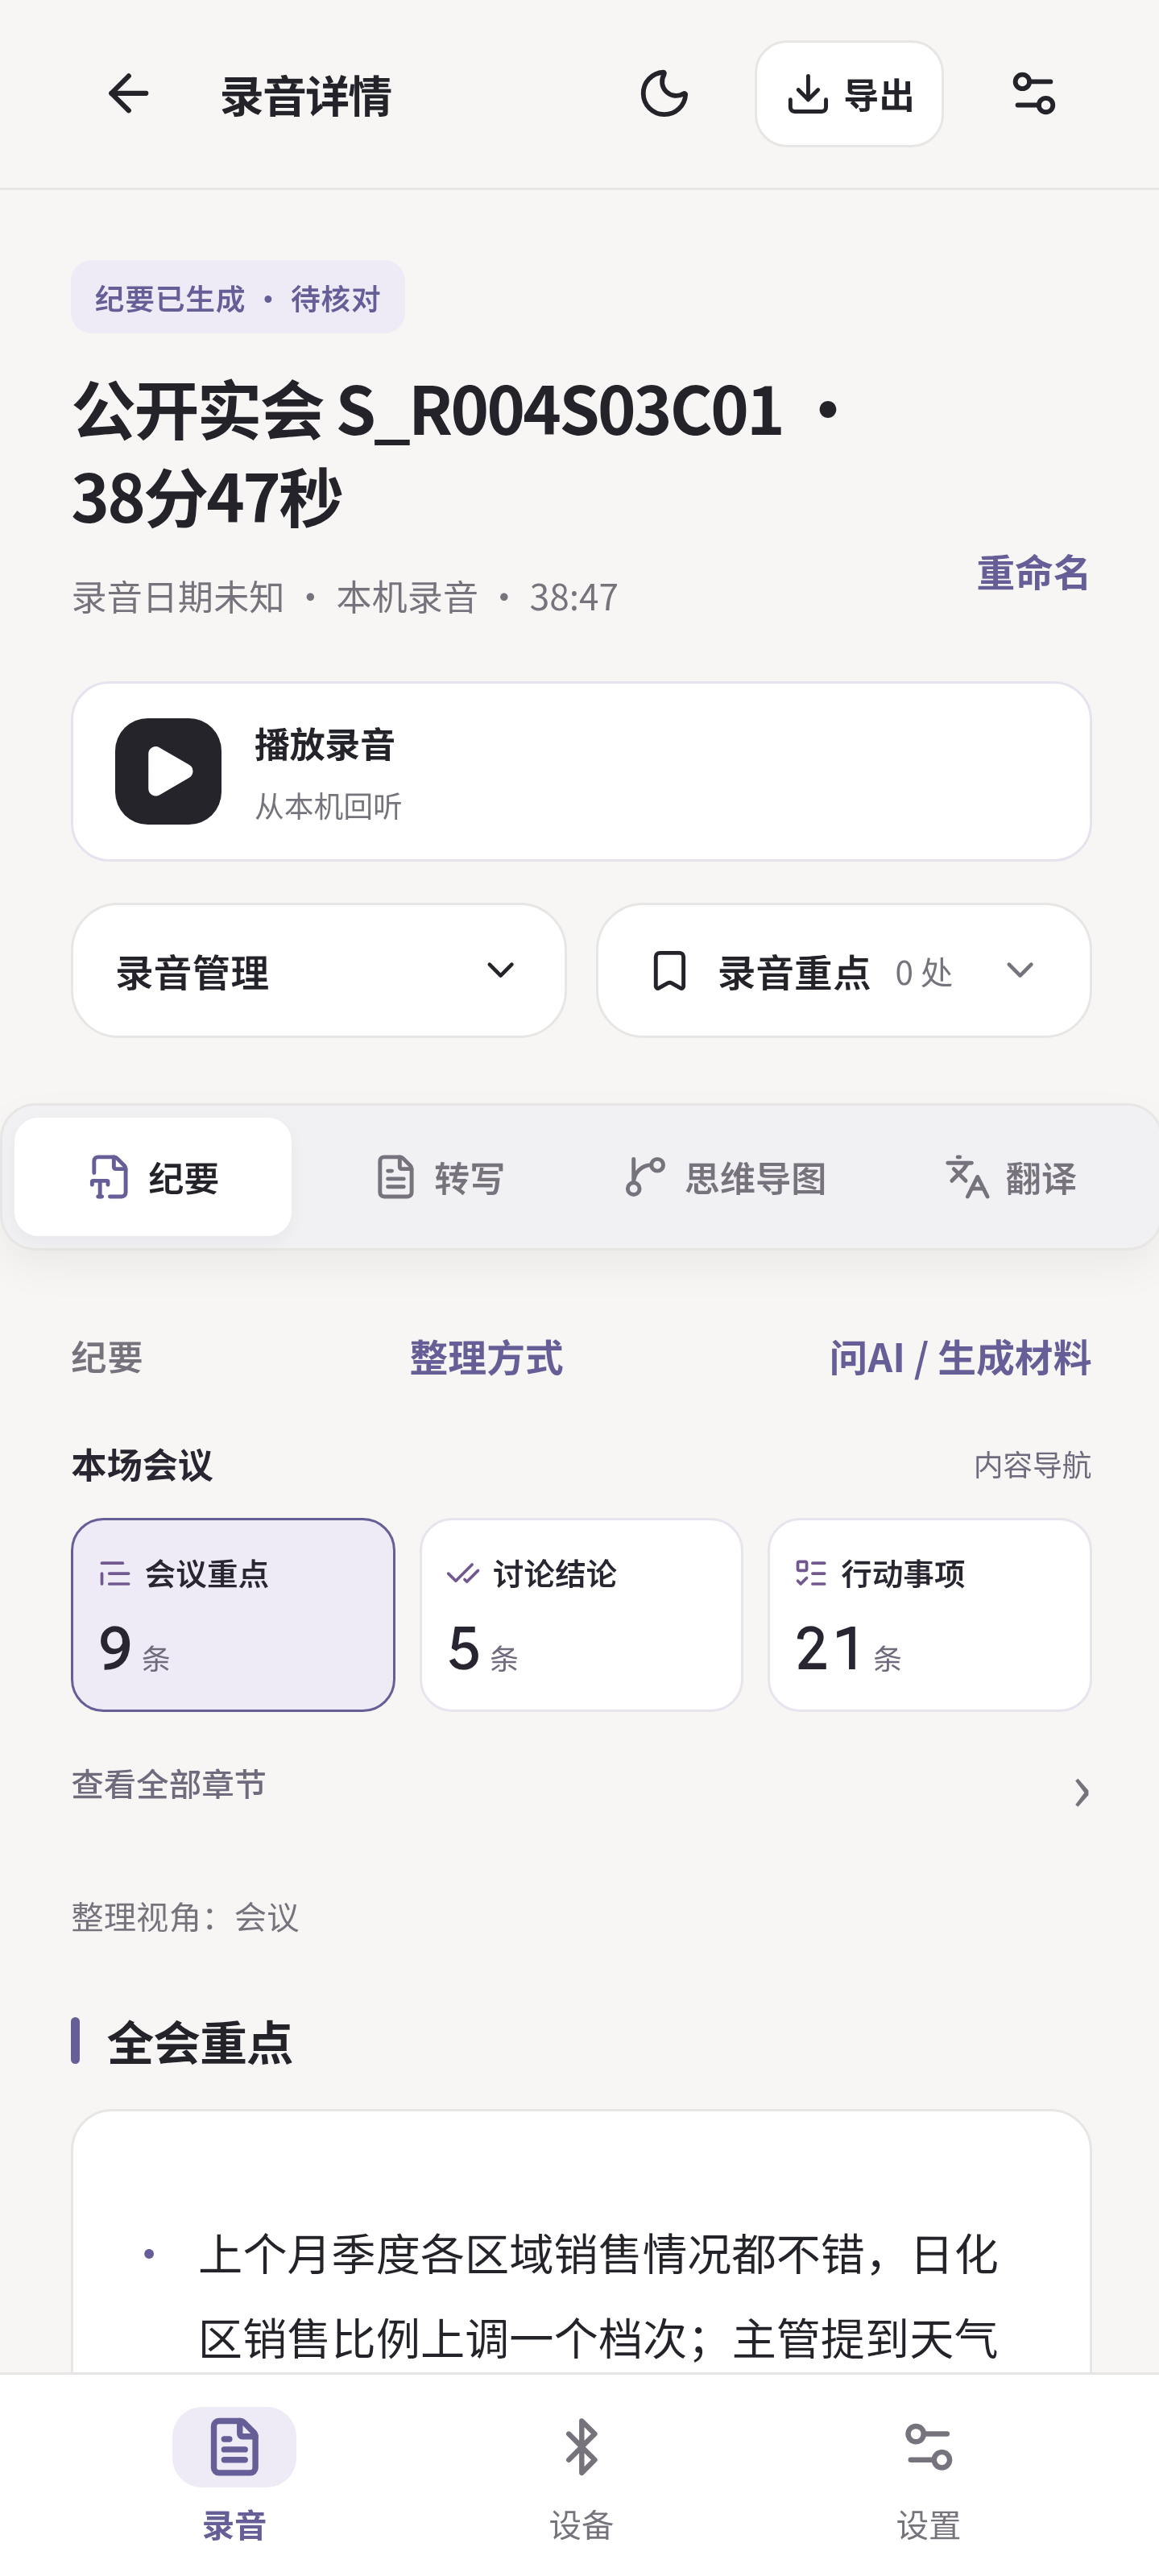 录音详情
导出
纪要已生成 · 待核对
公开实会 S_R004S03C01 ·
38分47秒
录音日期未知 · 本机录音 · 38:47
重命名
播放录音
从本机回听
录音管理
录音重点 0 处
纪要 转写 思维导图 翻译
纪要 整理方式 问AI / 生成材料
本场会议 内容导航
会议重点 讨论结论 行动事项
9 条 5 条 21 条
查看全部章节
整理视角：会议
全会重点
· 上个月季度各区域销售情况都不错，日化
区销售比例上调一个档次；主管提到天气
录音 设备 设置